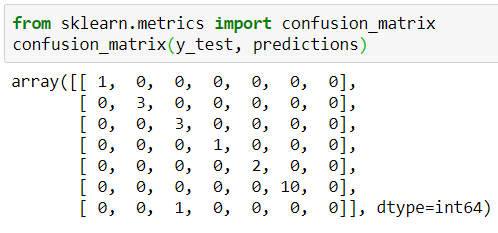 from sklearn.metrics import confusion_matrix
confusion_matrix(y_test, predictions)
array([[ 1,  0,  0,  0,  0,  0,  0],
       [ 0,  3,  0,  0,  0,  0,  0],
       [ 0,  0,  3,  0,  0,  0,  0],
       [ 0,  0,  0,  1,  0,  0,  0],
       [ 0,  0,  0,  0,  2,  0,  0],
       [ 0,  0,  0,  0,  0, 10,  0],
       [ 0,  0,  1,  0,  0,  0,  0]], dtype=int64)